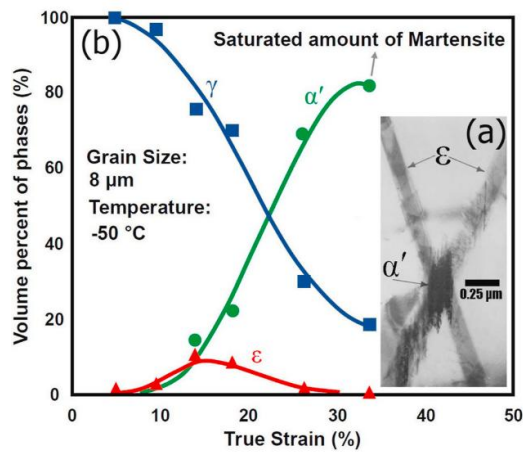 (b)
Saturated amount of Martensite
γ
α′
(a)
ε
Grain Size:
8 μm
Temperature:
-50 °C
α′
0.25 μm
ε
Volume percent of phases (%)
100
80
60
40
20
0
0
10
20
30
40
50
True Strain (%)